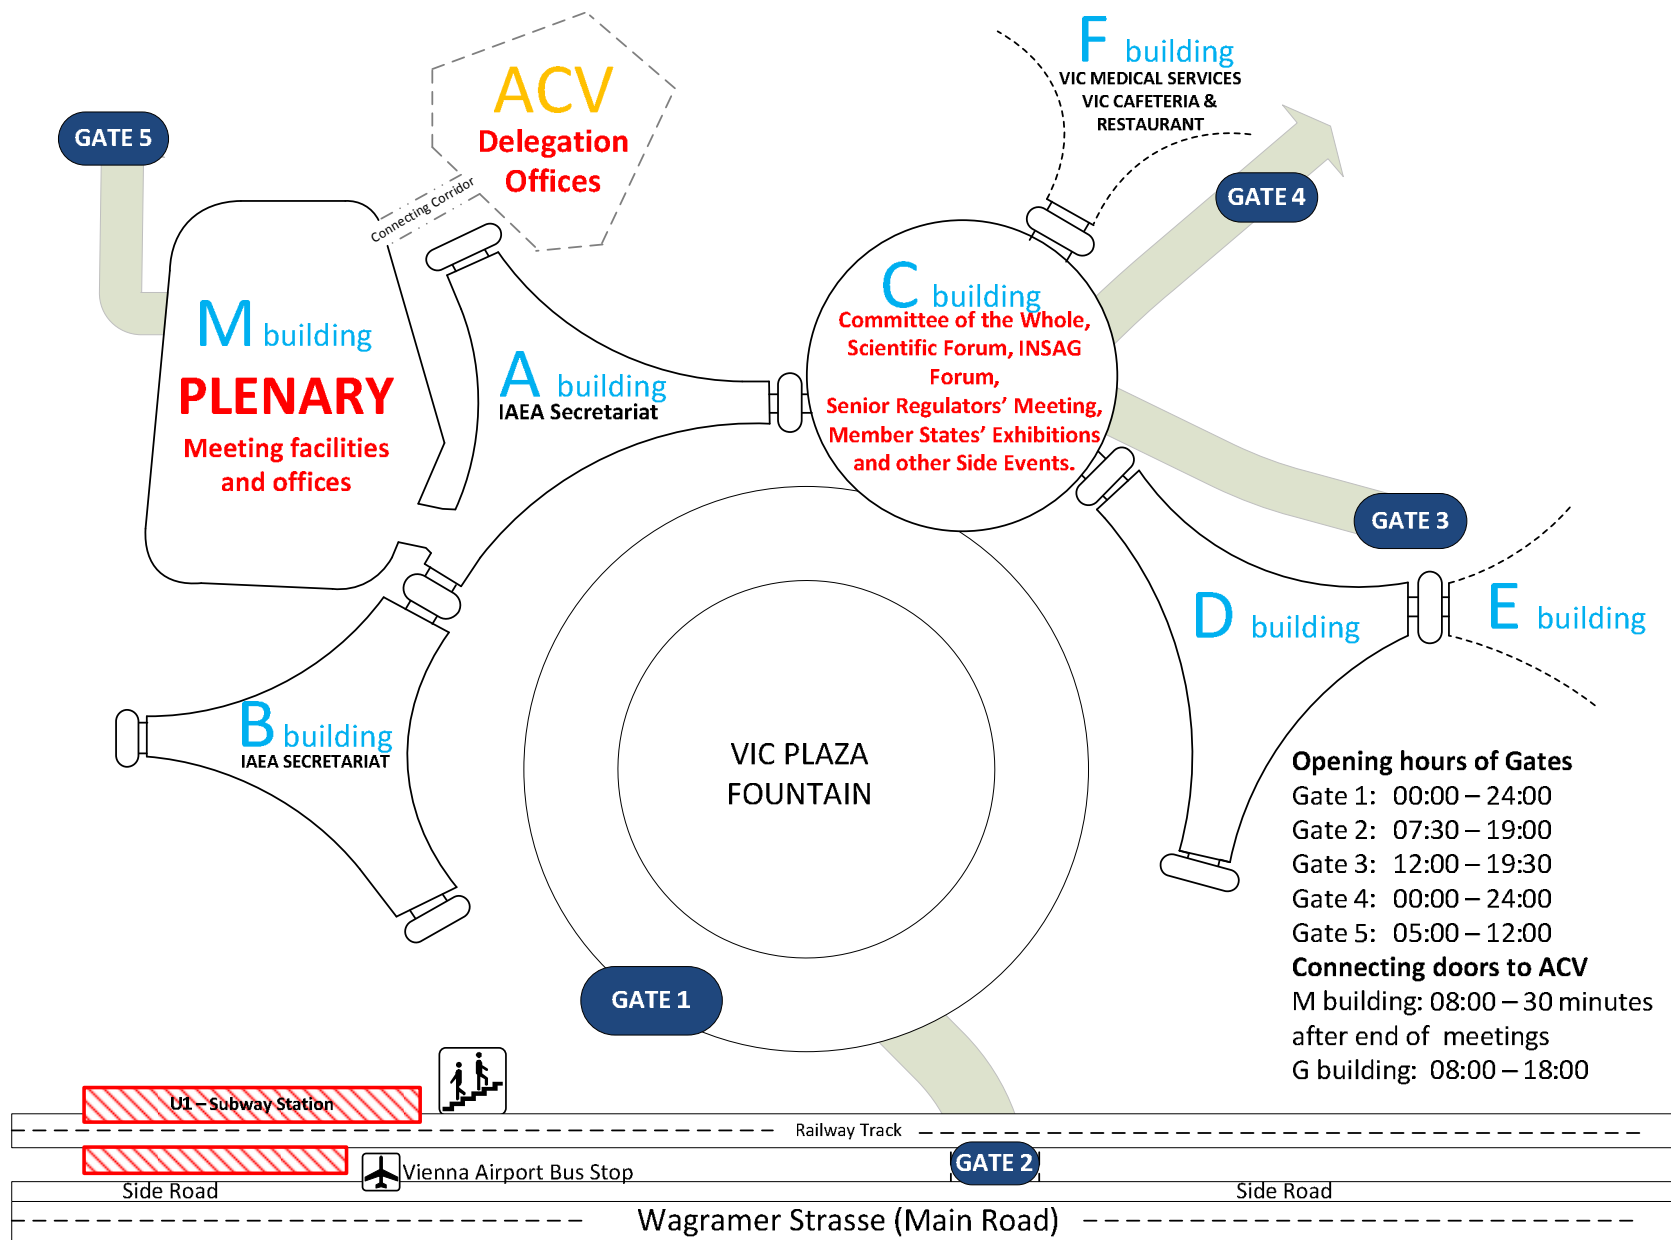 F building
VIC MEDICAL SERVICES
VIC CAFETERIA &
RESTAURANT
ACV
Delegation
Offices
GATE 5
GATE 4
Connecting Corridor
M building
PLENARY
Meeting facilities
and offices
A building
IAEA Secretariat
C building
Committee of the Whole,
Scientific Forum, INSAG
Forum,
Senior Regulators' Meeting,
Member States' Exhibitions
and other Side Events.
GATE 3
D building
E building
B building
IAEA SECRETARIAT
VIC PLAZA
FOUNTAIN
GATE 1
Opening hours of Gates
Gate 1: 00:00 – 24:00
Gate 2: 07:30 – 19:00
Gate 3: 12:00 – 19:30
Gate 4: 00:00 – 24:00
Gate 5: 05:00 – 12:00
Connecting doors to ACV
M building: 08:00 – 30 minutes
after end of meetings
G building: 08:00 – 18:00
U1 – Subway Station
Railway Track
GATE 2
Vienna Airport Bus Stop
Side Road
Side Road
Wagramer Strasse (Main Road)